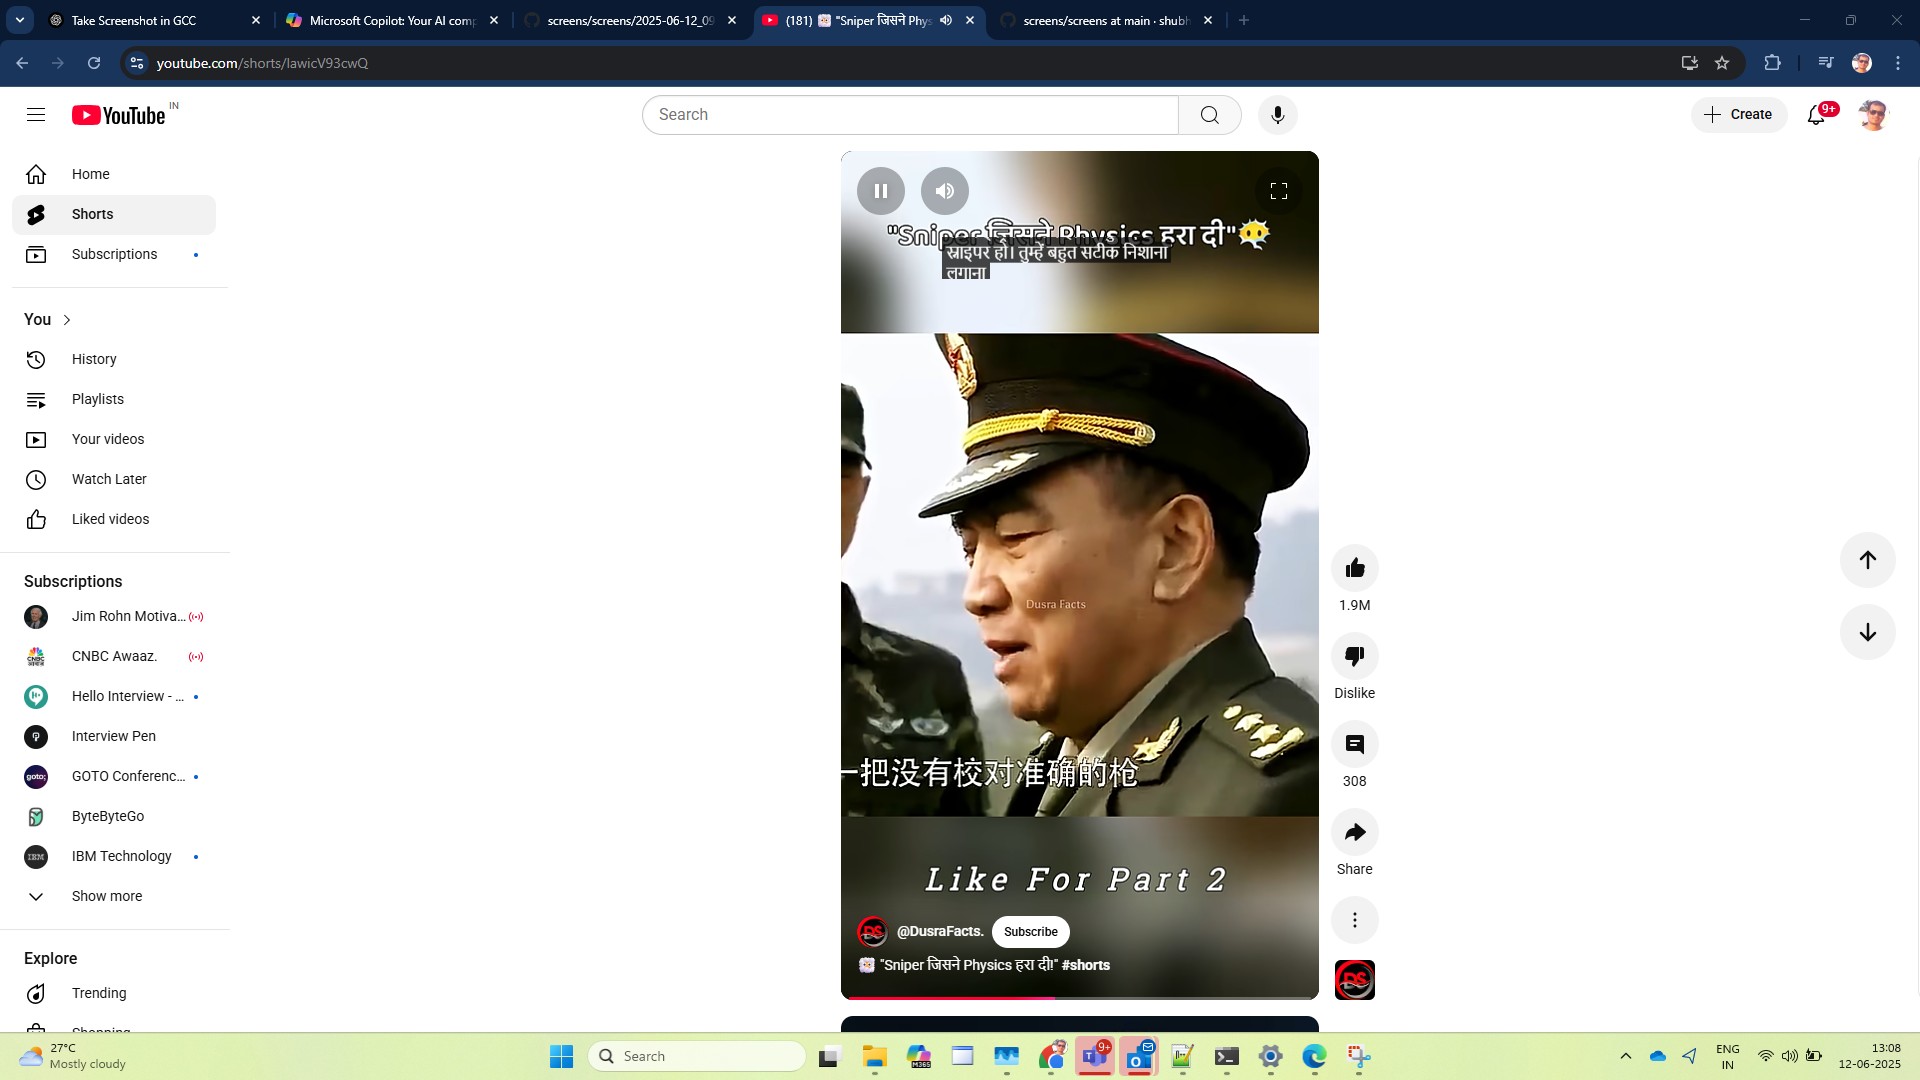 Take Screenshot in GCC
Microsoft Copilot: Your AI comp
screens/screens/2025-06-12_09
(181) "Sniper जिसने Phys
screens/screens at main · shubh
youtube.com/shorts/IawicV93cwQ
YouTube IN
Search
Create
9+
Home
Shorts
Subscriptions
You
History
Playlists
Your videos
Watch Later
Liked videos
Subscriptions
Jim Rohn Motiva...
CNBC Awaaz.
Hello Interview - ...
Interview Pen
GOTO Conferenc...
ByteByteGo
IBM Technology
Show more
Explore
Trending
Shopping
"Sniper जिसने Physics हरा दी"
स्नाइपर हो। तुम्हें बहुत सटीक निशाना
लगाना
Dusra Facts
一把没有校对准确的枪
Like For Part 2
DS
@DusraFacts.
Subscribe
"Sniper जिसने Physics हरा दी!" #shorts
1.9M
Dislike
308
Share
DS
27°C
Mostly cloudy
Search
9+
ENG
IN
13:08
12-06-2025